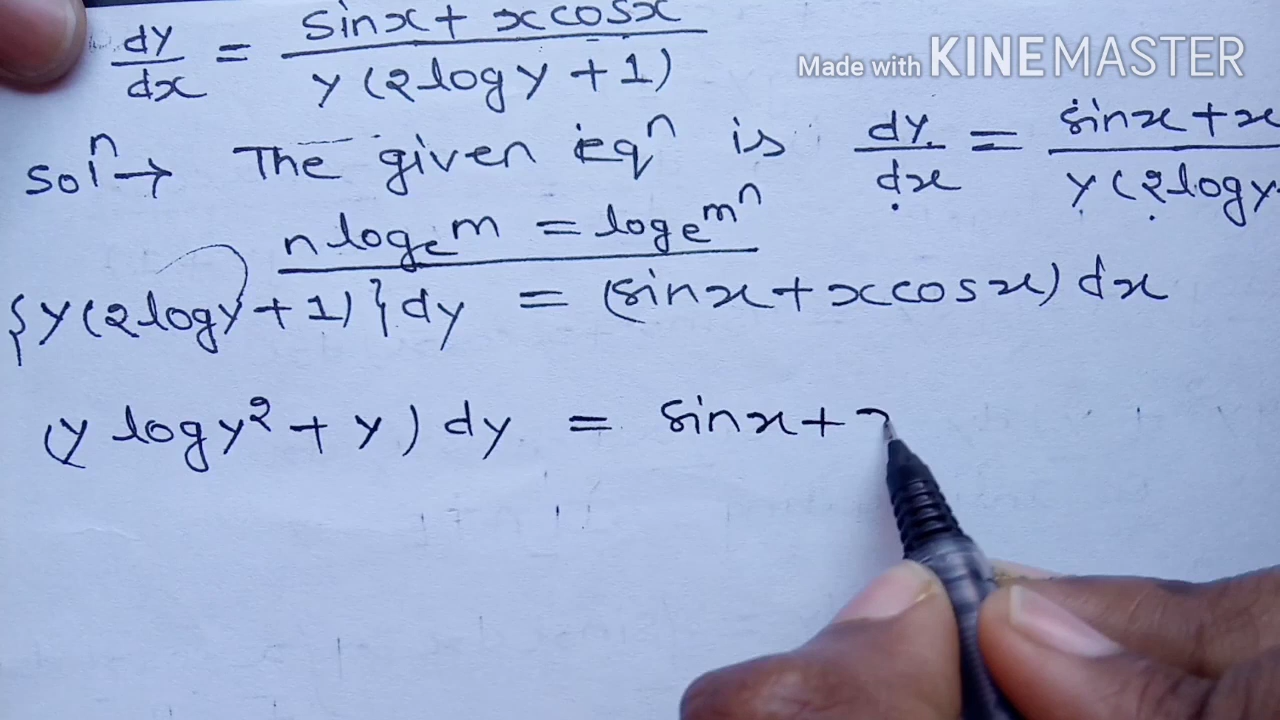 dy/dx = sinx + xcosx / y(2logy + 1)
Made with KINEMASTER
Solⁿ → The given eqⁿ is dy/dx = sinx + x / y(2logy
n logₑm = logₑmⁿ
{y(2logy + 1)}dy = (sinx + xcosx)dx
(y logy² + y)dy = sinx +